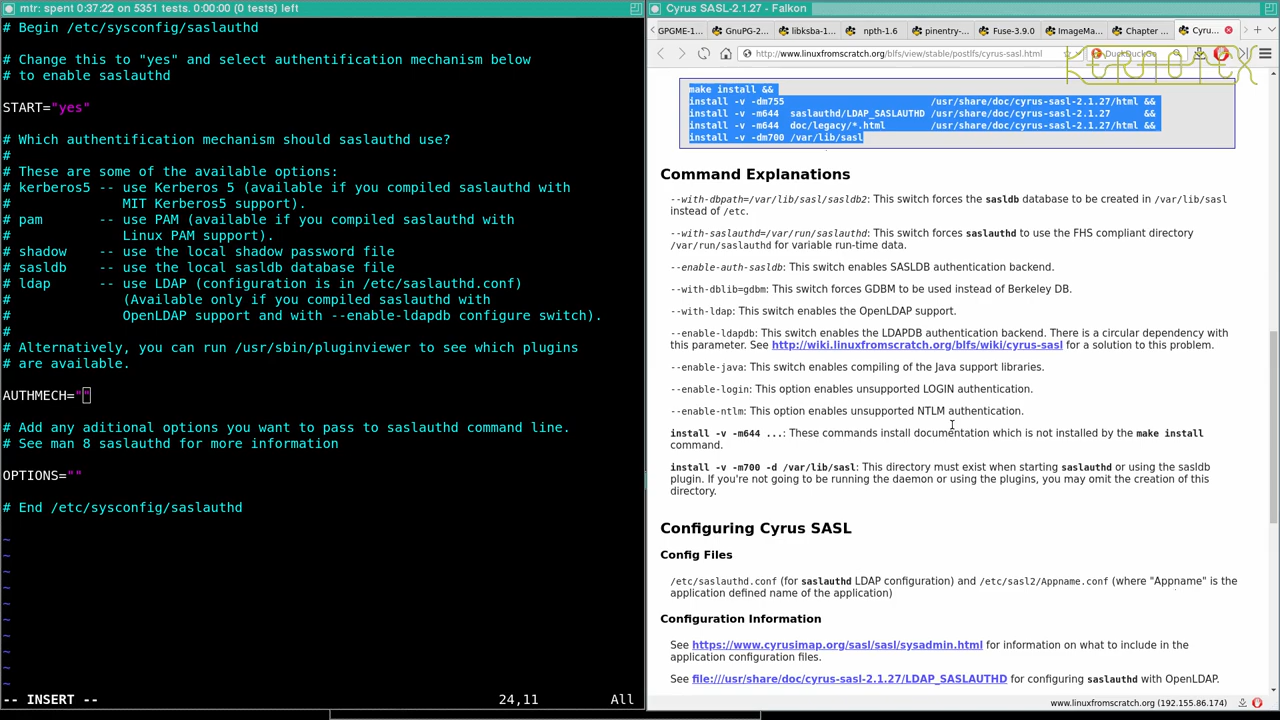 mtr: spent 0:37:22 on 5351 tests. 0:00:00 (0 tests) left
# Begin /etc/sysconfig/saslauthd
# Change this to "yes" and select authentification mechanism below
# to enable saslauthd
START="yes"
# Which authentification mechanism should saslauthd use?
#
# These are some of the available options:
# kerberos5 -- use Kerberos 5 (available if you compiled saslauthd with
#              MIT Kerberos5 support).
# pam       -- use PAM (available if you compiled saslauthd with
#              Linux PAM support).
# shadow    -- use the local shadow password file
# sasldb    -- use the local sasldb database file
# ldap      -- use LDAP (configuration is in /etc/saslauthd.conf)
#              (Available only if you compiled saslauthd with
#              OpenLDAP support and with --enable-ldapdb configure switch).
#
# Alternatively, you can run /usr/sbin/pluginviewer to see which plugins
# are available.
AUTHMECH=""
# Add any aditional options you want to pass to saslauthd command line.
# See man 8 saslauthd for more information
OPTIONS=""
# End /etc/sysconfig/saslauthd
~
~
~
~
~
~
~
~
~
~
-- INSERT --                    24,11         All
Cyrus SASL-2.1.27 - Falkon
GPGME-1... GnuPG-2... libksba-1... npth-1.6 pinentry-... Fuse-3.9.0 ImageMa... Chapter ... Cyru...
http://www.linuxfromscratch.org/blfs/view/stable/postlfs/cyrus-sasl.html DuckDuckGo
KERNOTEX
make install &&
install -v -dm755                          /usr/share/doc/cyrus-sasl-2.1.27/html &&
install -v -m644  saslauthd/LDAP_SASLAUTHD /usr/share/doc/cyrus-sasl-2.1.27      &&
install -v -m644  doc/legacy/*.html        /usr/share/doc/cyrus-sasl-2.1.27/html &&
install -v -dm700 /var/lib/sasl
Command Explanations
--with-dbpath=/var/lib/sasl/sasldb2: This switch forces the sasldb database to be created in /var/lib/sasl
instead of /etc.
--with-saslauthd=/var/run/saslauthd: This switch forces saslauthd to use the FHS compliant directory
/var/run/saslauthd for variable run-time data.
--enable-auth-sasldb: This switch enables SASLDB authentication backend.
--with-dblib=gdbm: This switch forces GDBM to be used instead of Berkeley DB.
--with-ldap: This switch enables the OpenLDAP support.
--enable-ldapdb: This switch enables the LDAPDB authentication backend. There is a circular dependency with
this parameter. See http://wiki.linuxfromscratch.org/blfs/wiki/cyrus-sasl for a solution to this problem.
--enable-java: This switch enables compiling of the Java support libraries.
--enable-login: This option enables unsupported LOGIN authentication.
--enable-ntlm: This option enables unsupported NTLM authentication.
install -v -m644 ...: These commands install documentation which is not installed by the make install
command.
install -v -m700 -d /var/lib/sasl: This directory must exist when starting saslauthd or using the sasldb
plugin. If you're not going to be running the daemon or using the plugins, you may omit the creation of this
directory.
Configuring Cyrus SASL
Config Files
/etc/saslauthd.conf (for saslauthd LDAP configuration) and /etc/sasl2/Appname.conf (where "Appname" is the
application defined name of the application)
Configuration Information
See https://www.cyrusimap.org/sasl/sasl/sysadmin.html for information on what to include in the
application configuration files.
See file:///usr/share/doc/cyrus-sasl-2.1.27/LDAP_SASLAUTHD for configuring saslauthd with OpenLDAP.
www.linuxfromscratch.org (192.155.86.174)